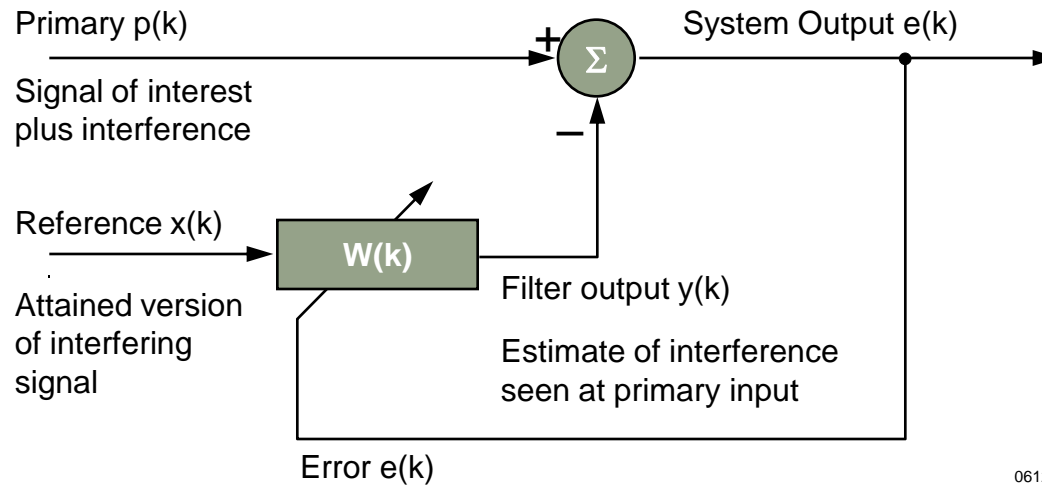 Primary p(k)
System Output e(k)
+
Σ
Signal of interest
plus interference
–
Reference x(k)
W(k)
Filter output y(k)
Attained version
of interfering
signal
Estimate of interference
seen at primary input
Error e(k)